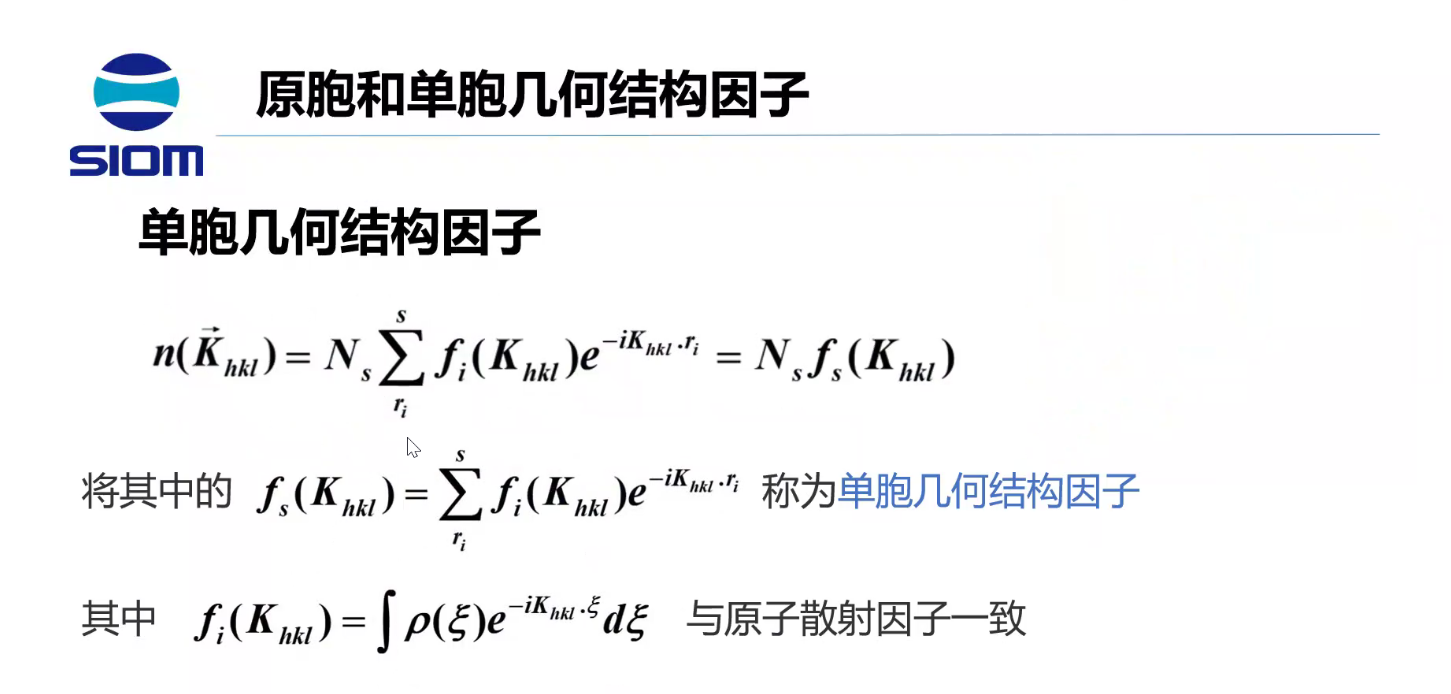 原胞和单胞几何结构因子
SIOM
单胞几何结构因子
$n(\vec{K}_{hkl}) = N_s \sum_{r_i}^{s} f_i(K_{hkl}) e^{-iK_{hkl} \cdot r_i} = N_s f_s(K_{hkl})$
将其中的 $f_s(K_{hkl}) = \sum_{r_i}^{s} f_i(K_{hkl}) e^{-iK_{hkl} \cdot r_i}$ 称为单胞几何结构因子
其中 $f_i(K_{hkl}) = \int \rho(\xi) e^{-iK_{hkl} \cdot \xi} d\xi$ 与原子散射因子一致